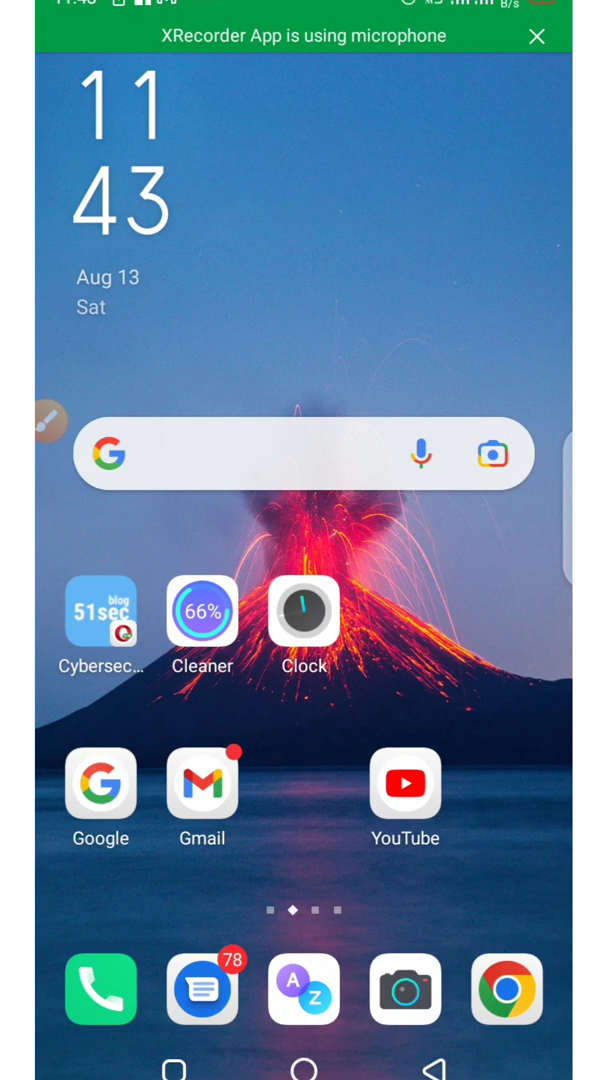 B/s
XRecorder App is using microphone
11
43
Aug 13
Sat
blog
51sec
66%
Cybersec...
Cleaner
Clock
Google
Gmail
YouTube
78
A
Z